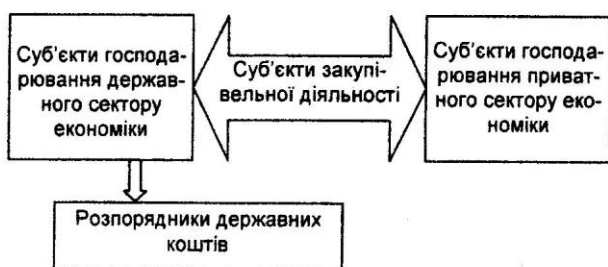 Суб'єкти господа-
рювання держав-
ного сектору
економіки
Суб'єкти закупі-
вельної діяльності
Суб'єкти господа-
рювання приват-
ного сектору еко-
номіки
Розпорядники державних
коштів